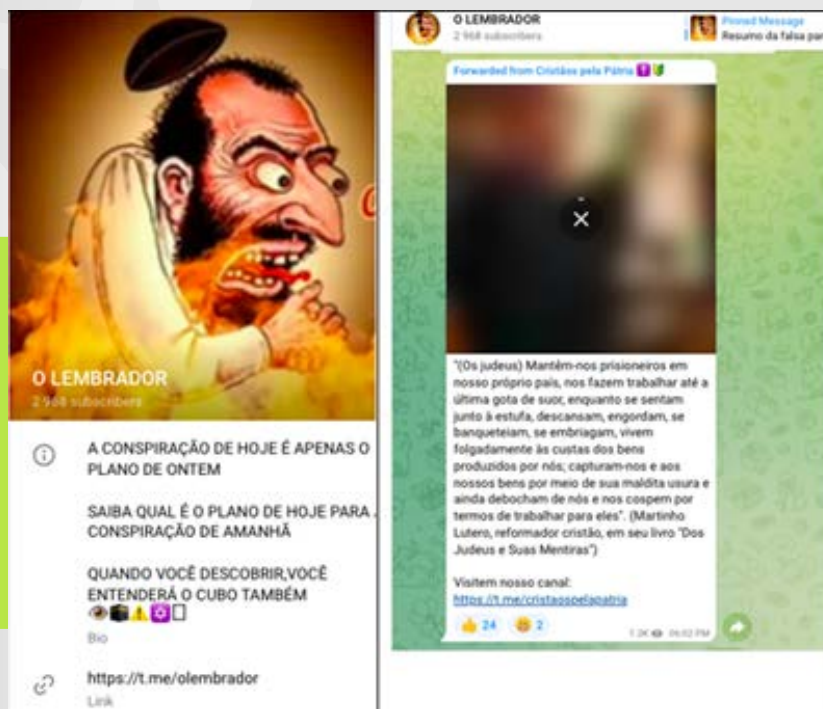 O LEMBRADOR
2 968 subscribers
A CONSPIRAÇÃO DE HOJE É APENAS O
PLANO DE ONTEM
SAIBA QUAL É O PLANO DE HOJE PARA
CONSPIRAÇÃO DE AMANHÃ
QUANDO VOCÊ DESCOBRIR,VOCÊ
ENTENDERÁ O CUBO TAMBÉM
👁️🕋⚠️✡️
Bio
https://t.me/olembrador
Link
O LEMBRADOR
2 968 subscribers
Pinned Message
Resumo da falsa par
Forwarded from Cristãos pela Pátria ✝️🔰
"(Os judeus) Mantêm-nos prisioneiros em
nosso próprio país, nos fazem trabalhar até a
última gota de suor, enquanto se sentam
junto à estufa, descansam, engordam, se
banqueteiam, se embriagam, vivem
folgadamente às custas dos bens
produzidos por nós; capturam-nos e aos
nossos bens por meio de sua maldita usura e
ainda debocham de nós e nos cospem por
termos de trabalhar para eles". (Martinho
Lutero, reformador cristão, em seu livro "Dos
Judeus e Suas Mentiras")
Visitem nosso canal:
https://t.me/cristaospelapatria
👍 24 😁 2
1.2K 06:02 PM